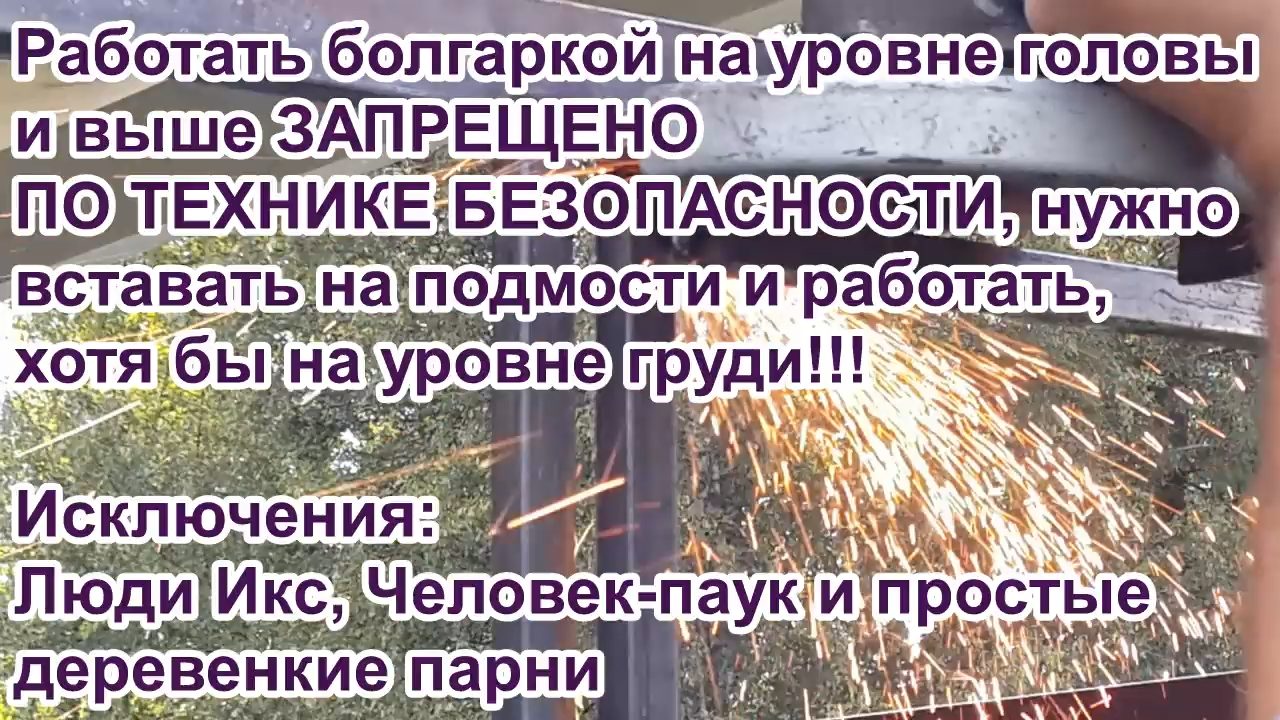 Работать болгаркой на уровне головы
и выше ЗАПРЕЩЕНО
ПО ТЕХНИКЕ БЕЗОПАСНОСТИ, нужно
вставать на подмости и работать,
хотя бы на уровне груди!!!
Исключения:
Люди Икс, Человек-паук и простые
деревенкие парни